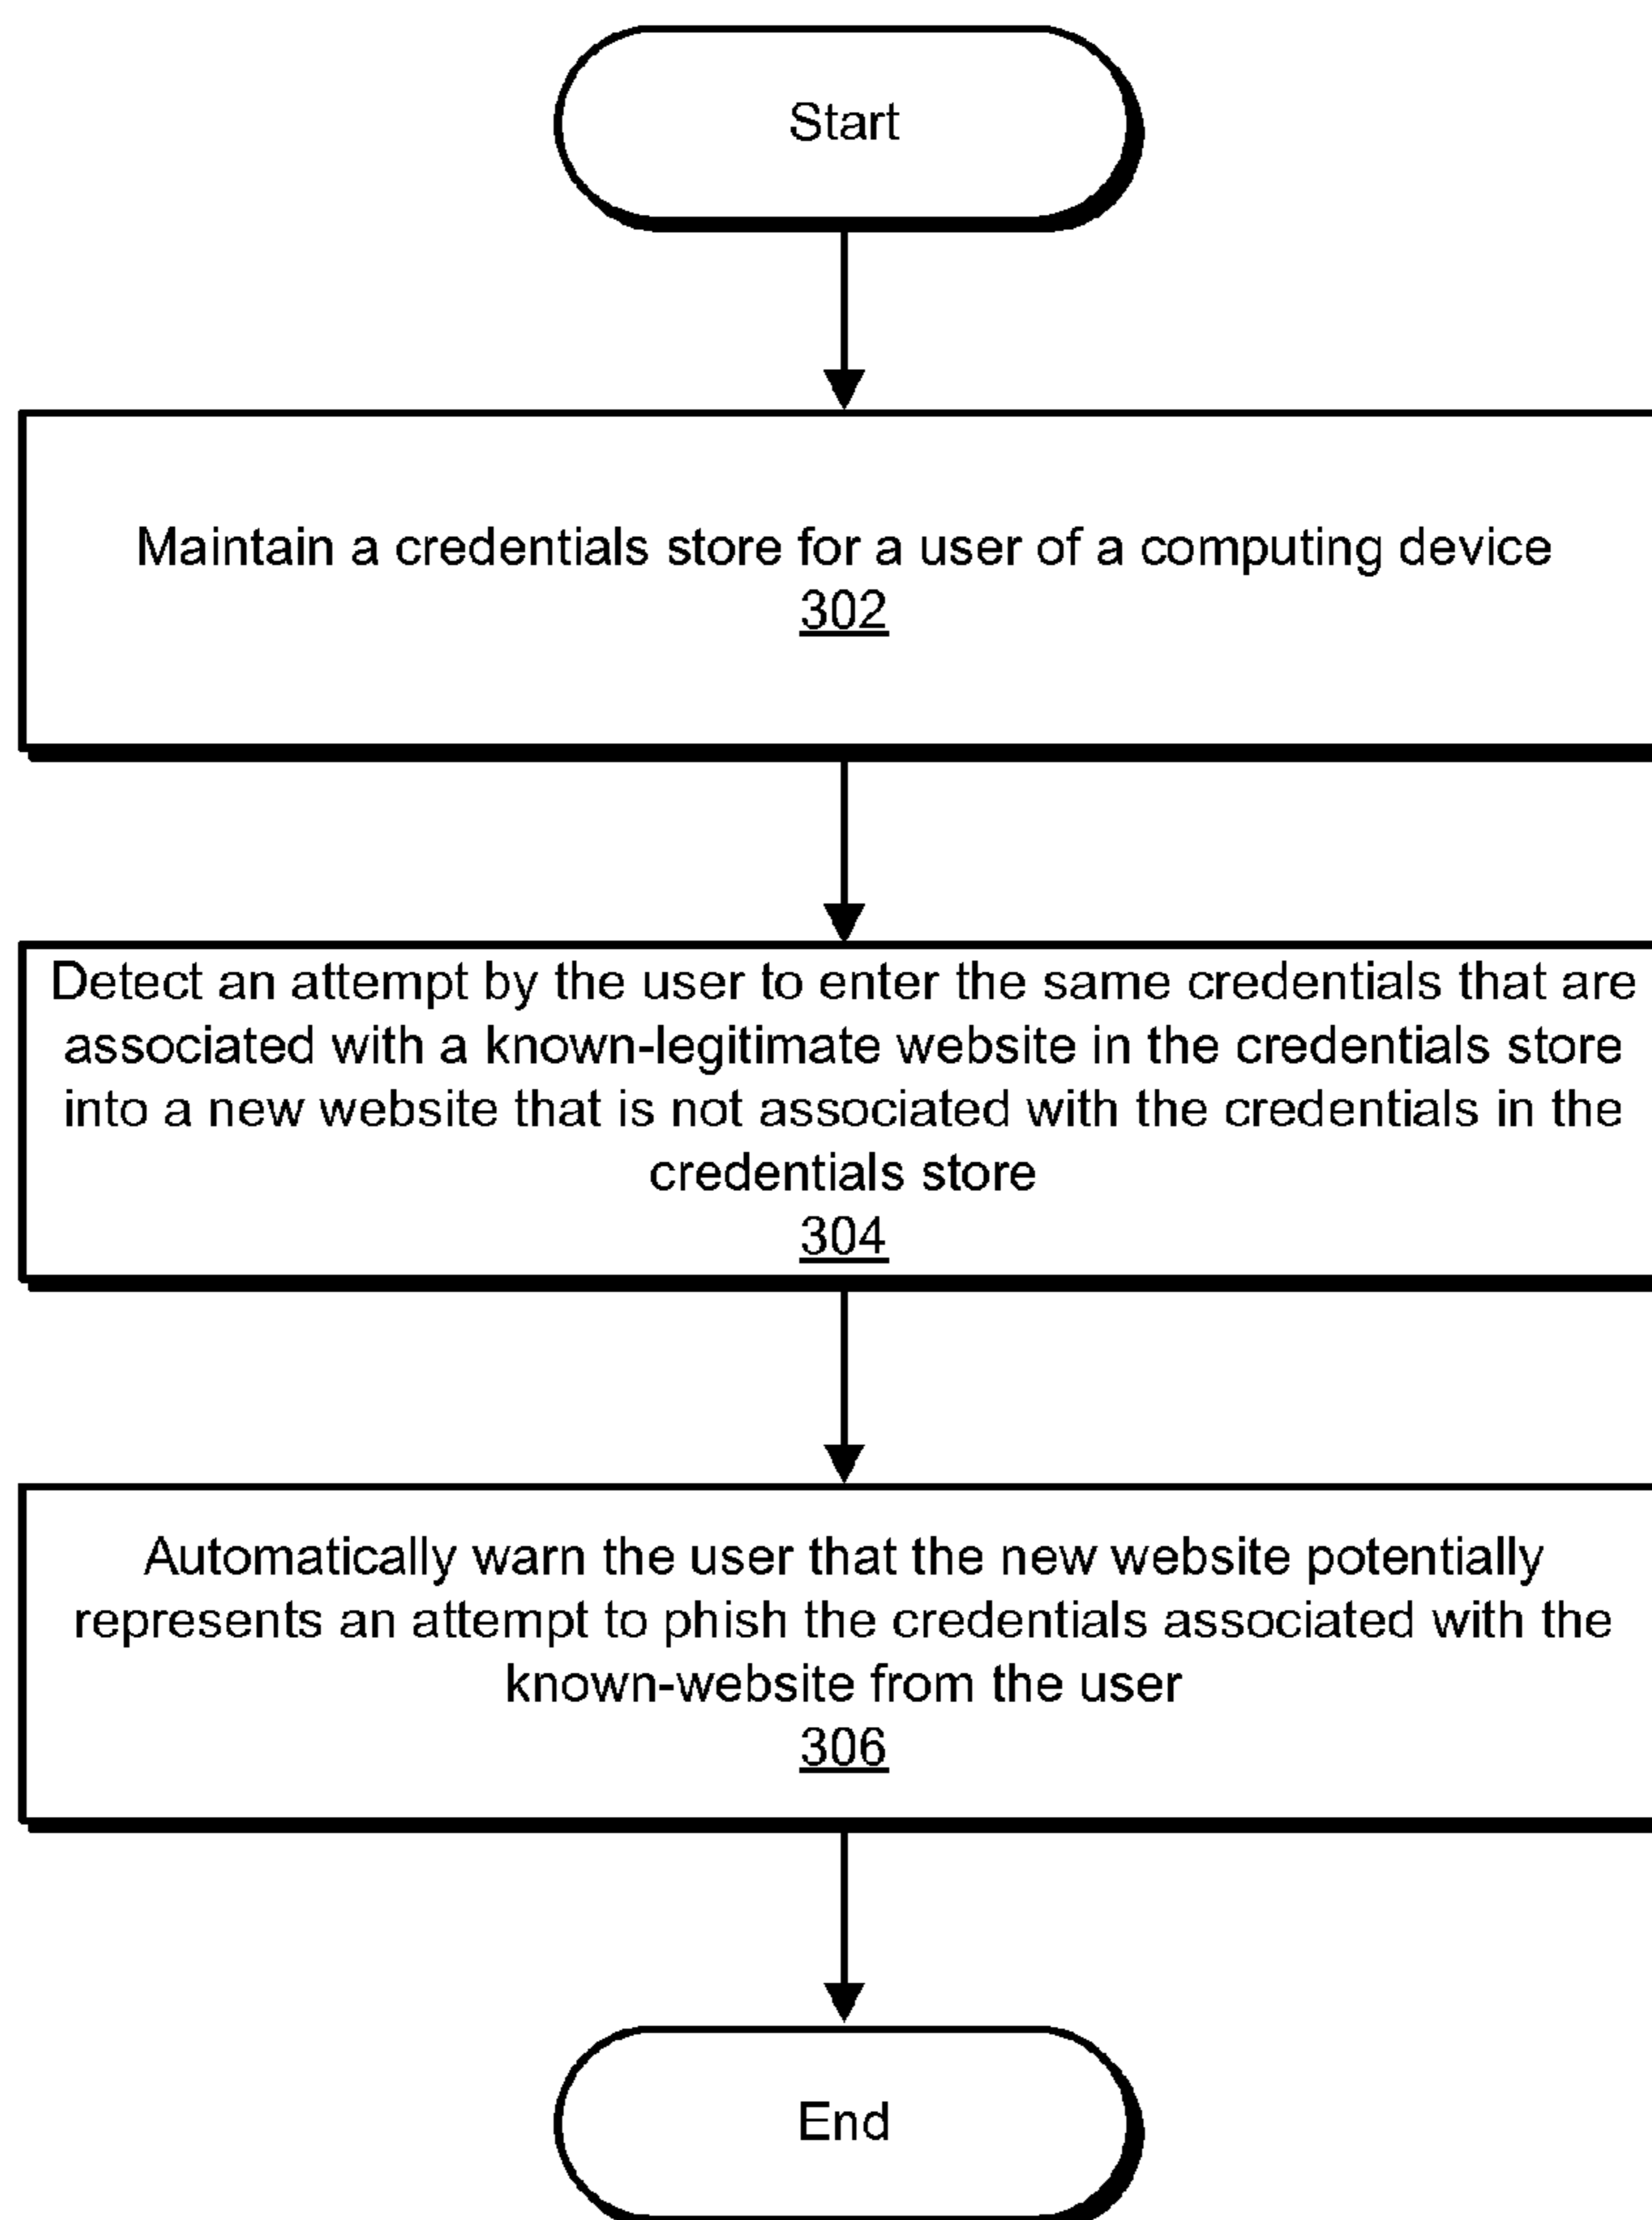 Start
Maintain a credentials store for a user of a computing device
302
Detect an attempt by the user to enter the same credentials that are
associated with a known-legitimate website in the credentials store
into a new website that is not associated with the credentials in the
credentials store
304
Automatically warn the user that the new website potentially
represents an attempt to phish the credentials associated with the
known-website from the user
306
End